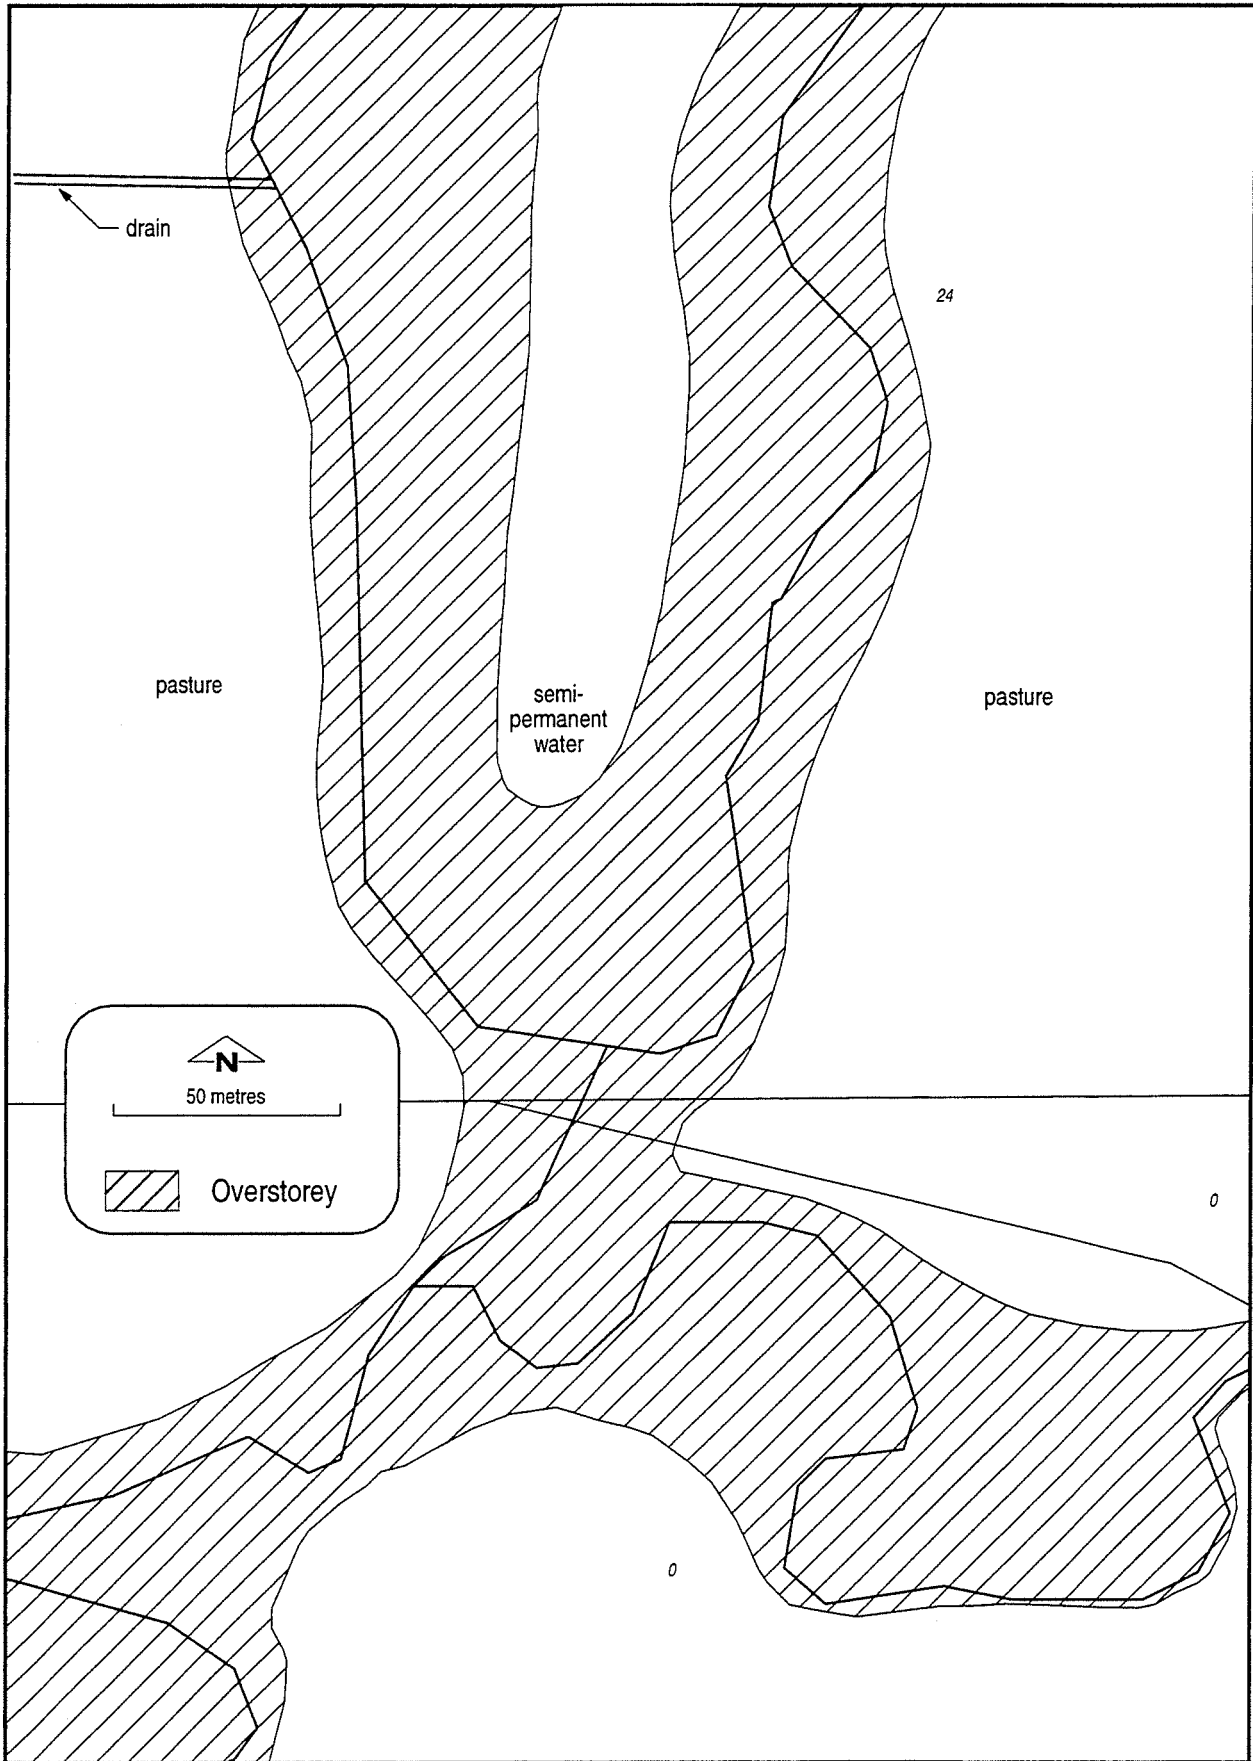 drain
24
pasture
semi-
permanent
water
pasture
N
50 metres
Overstorey
0
0